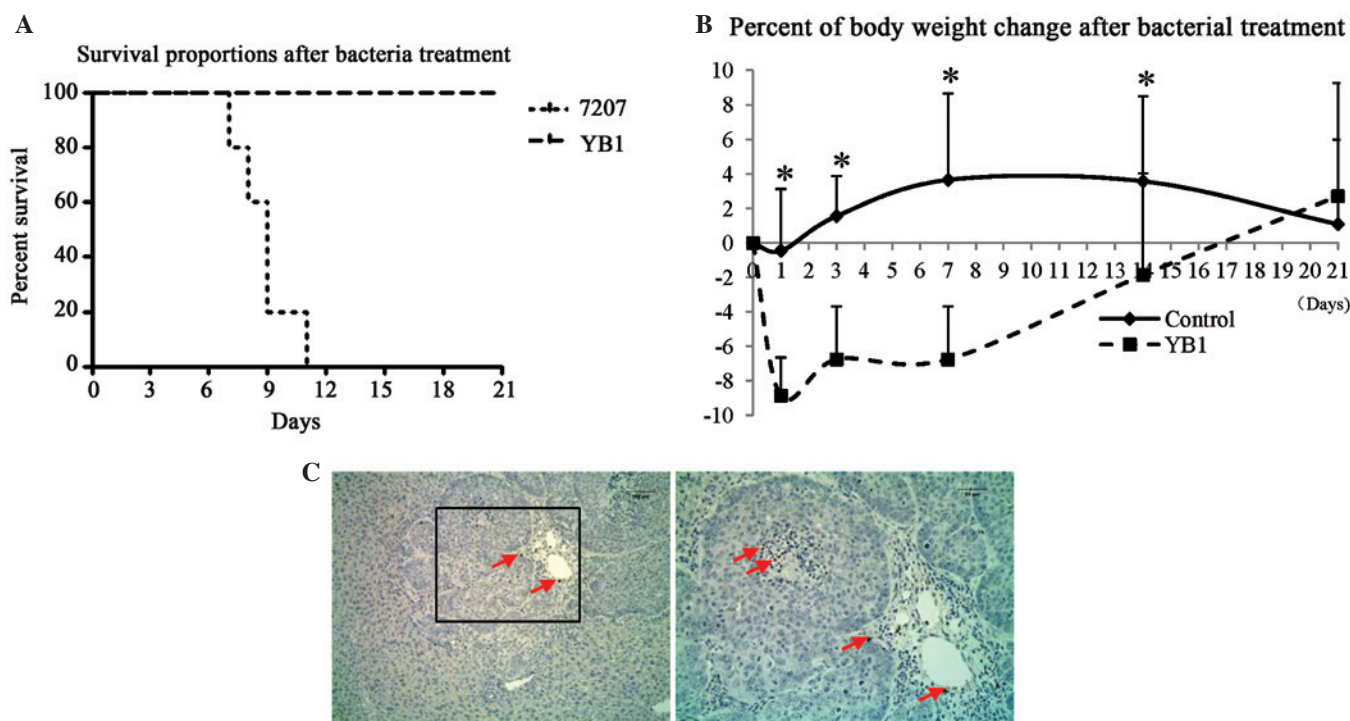 A
Survival proportions after bacteria treatment
Percent survival
100
80
60
40
20
0
0 3 6 9 12 15 18 21
Days
7207
YB1
B
Percent of body weight change after bacterial treatment
10
8
6
4
2
0
-2
-4
-6
-8
-10
* * * *
0 1 2 3 4 5 6 7 8 9 10 11 12 13 14 15 16 17 18 19 20 21
(Days)
Control
YB1
C